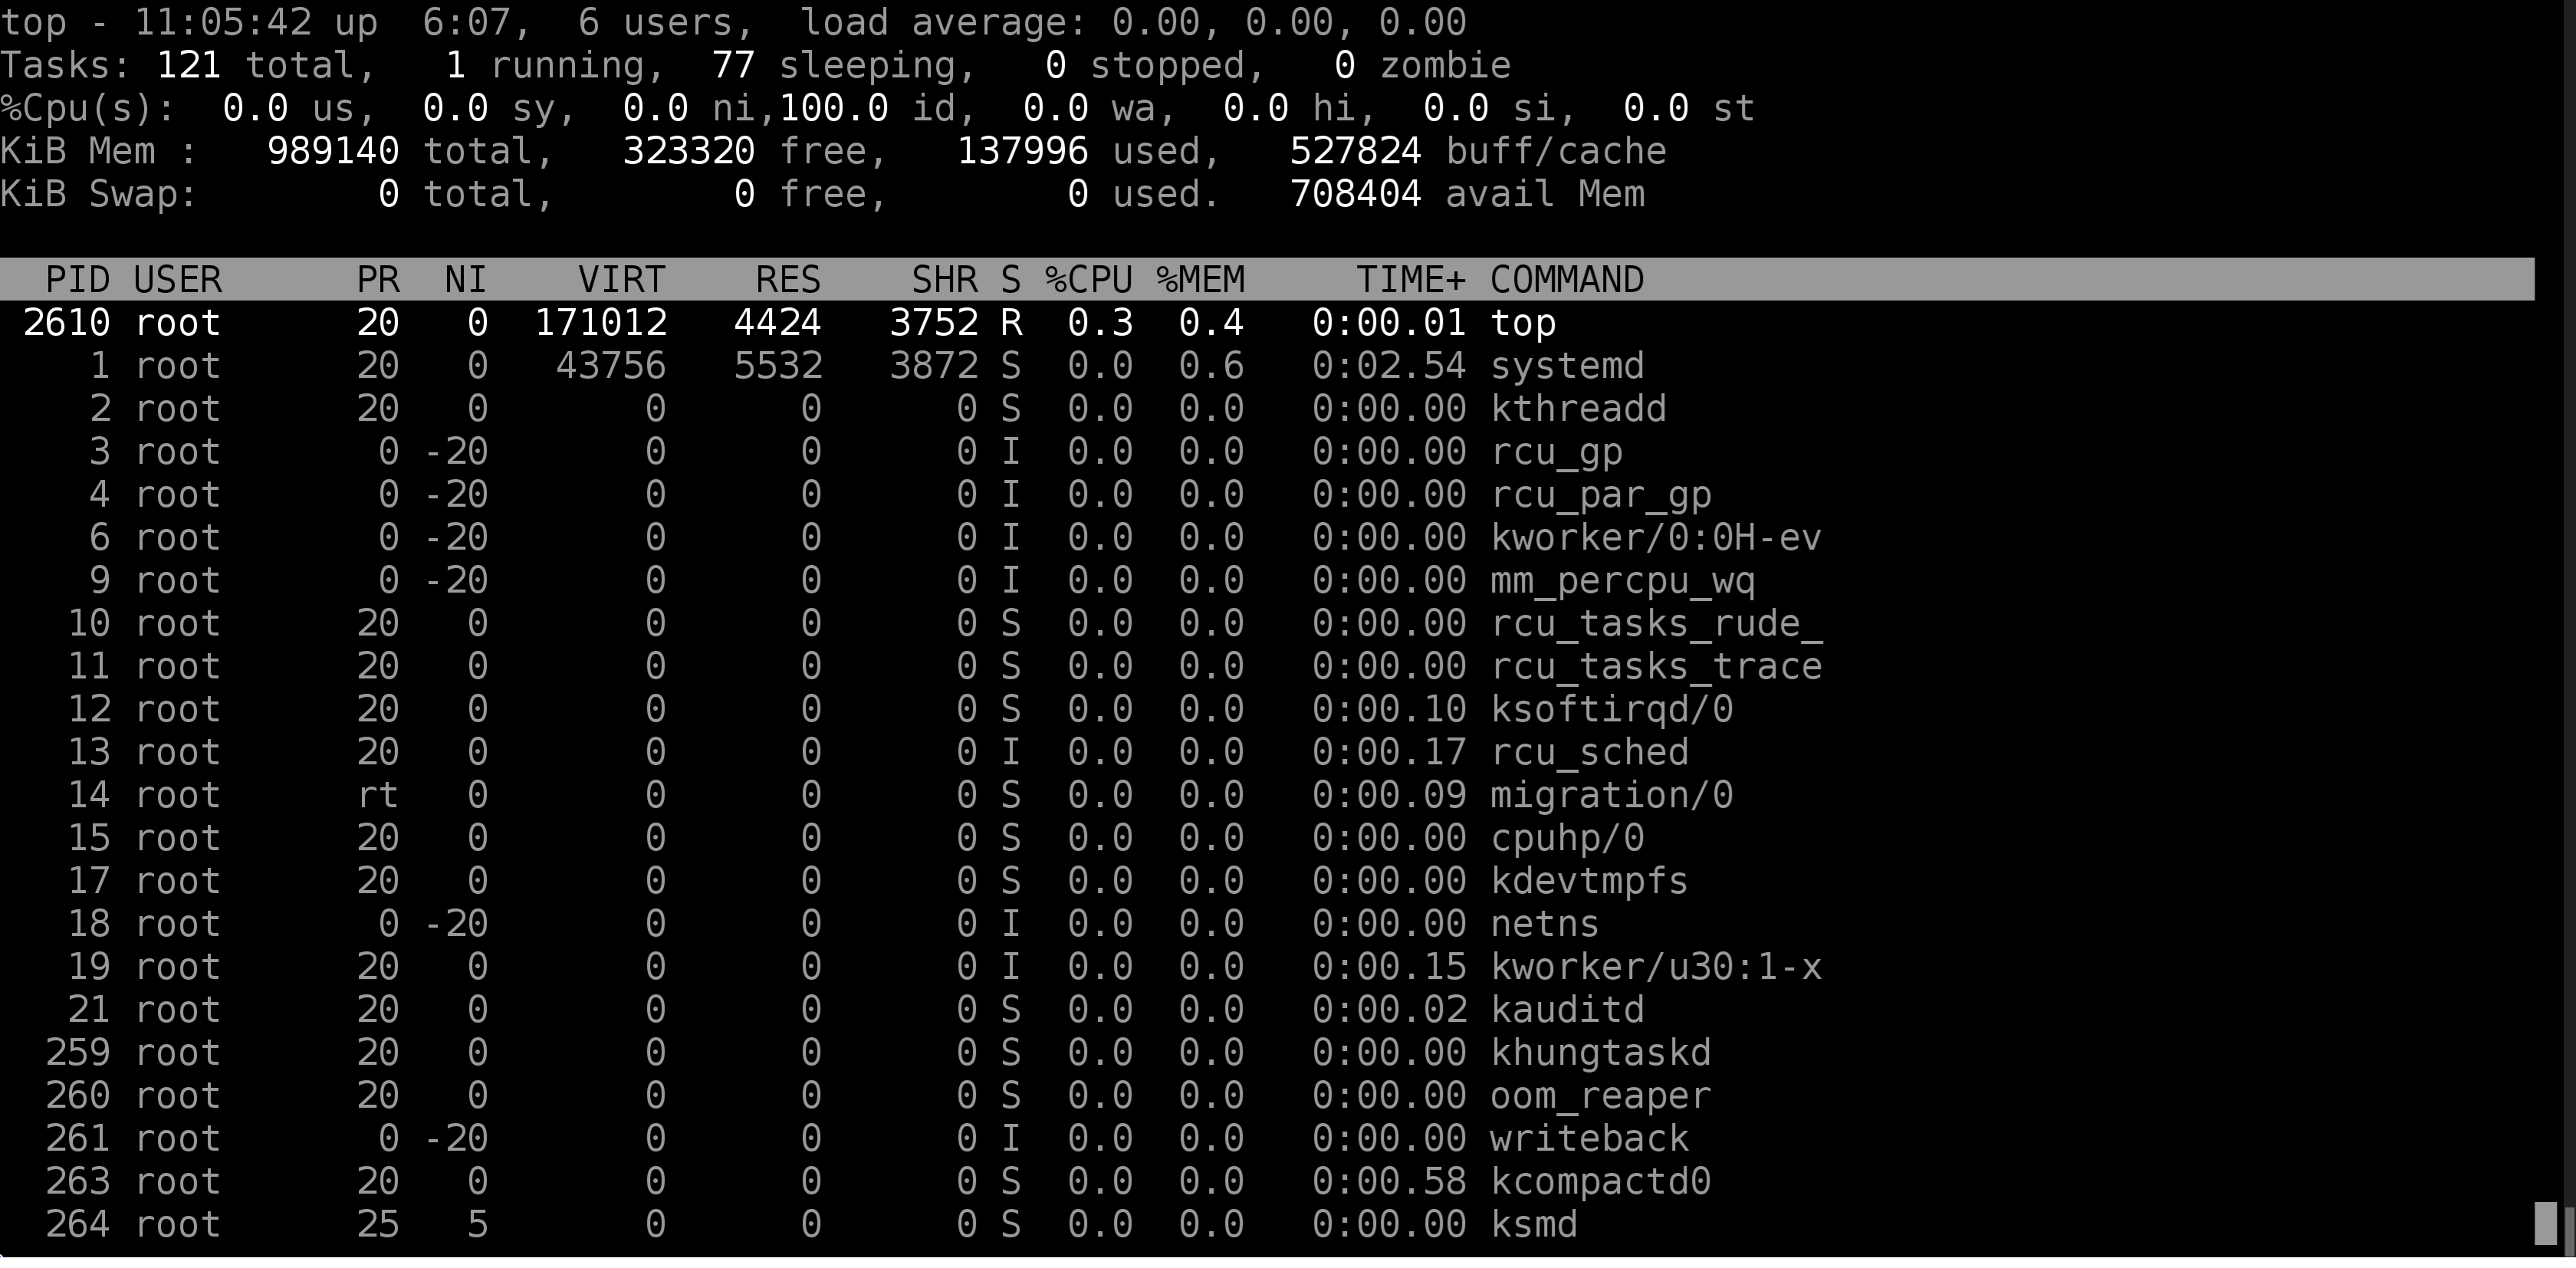 top - 11:05:42 up  6:07,  6 users,  load average: 0.00, 0.00, 0.00
Tasks: 121 total,   1 running,  77 sleeping,   0 stopped,   0 zombie
%Cpu(s):  0.0 us,  0.0 sy,  0.0 ni,100.0 id,  0.0 wa,  0.0 hi,  0.0 si,  0.0 st
KiB Mem :   989140 total,   323320 free,   137996 used,   527824 buff/cache
KiB Swap:        0 total,        0 free,        0 used.   708404 avail Mem
  PID USER      PR  NI     VIRT    RES    SHR S %CPU %MEM     TIME+ COMMAND
 2610 root      20   0   171012   4424   3752 R  0.3  0.4   0:00.01 top
    1 root      20   0    43756   5532   3872 S  0.0  0.6   0:02.54 systemd
    2 root      20   0        0      0      0 S  0.0  0.0   0:00.00 kthreadd
    3 root       0 -20        0      0      0 I  0.0  0.0   0:00.00 rcu_gp
    4 root       0 -20        0      0      0 I  0.0  0.0   0:00.00 rcu_par_gp
    6 root       0 -20        0      0      0 I  0.0  0.0   0:00.00 kworker/0:0H-ev
    9 root       0 -20        0      0      0 I  0.0  0.0   0:00.00 mm_percpu_wq
   10 root      20   0        0      0      0 S  0.0  0.0   0:00.00 rcu_tasks_rude_
   11 root      20   0        0      0      0 S  0.0  0.0   0:00.00 rcu_tasks_trace
   12 root      20   0        0      0      0 S  0.0  0.0   0:00.10 ksoftirqd/0
   13 root      20   0        0      0      0 I  0.0  0.0   0:00.17 rcu_sched
   14 root      rt   0        0      0      0 S  0.0  0.0   0:00.09 migration/0
   15 root      20   0        0      0      0 S  0.0  0.0   0:00.00 cpuhp/0
   17 root      20   0        0      0      0 S  0.0  0.0   0:00.00 kdevtmpfs
   18 root       0 -20        0      0      0 I  0.0  0.0   0:00.00 netns
   19 root      20   0        0      0      0 I  0.0  0.0   0:00.15 kworker/u30:1-x
   21 root      20   0        0      0      0 S  0.0  0.0   0:00.02 kauditd
  259 root      20   0        0      0      0 S  0.0  0.0   0:00.00 khungtaskd
  260 root      20   0        0      0      0 S  0.0  0.0   0:00.00 oom_reaper
  261 root       0 -20        0      0      0 I  0.0  0.0   0:00.00 writeback
  263 root      20   0        0      0      0 S  0.0  0.0   0:00.58 kcompactd0
  264 root      25   5        0      0      0 S  0.0  0.0   0:00.00 ksmd